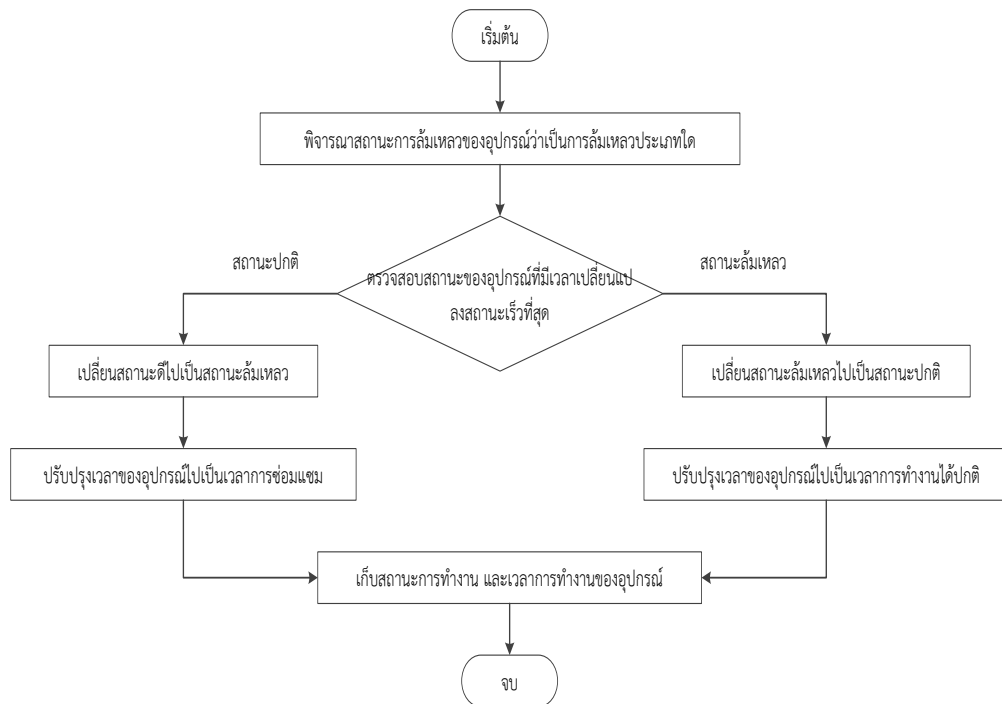 เริ่มต้น
พิจารณาสถานะการล้มเหลวของอุปกรณ์ว่าเป็นการล้มเหลวประเภทใด
สถานะปกติ
ตรวจสอบสถานะของอุปกรณ์ที่มีเวลาเปลี่ยนแป
ลงสถานะเร็วที่สุด
สถานะล้มเหลว
เปลี่ยนสถานะดีไปเป็นสถานะล้มเหลว
เปลี่ยนสถานะล้มเหลวไปเป็นสถานะปกติ
ปรับปรุงเวลาของอุปกรณ์ไปเป็นเวลาการซ่อมแซม
ปรับปรุงเวลาของอุปกรณ์ไปเป็นเวลาการทำงานได้ปกติ
เก็บสถานะการทำงาน และเวลาการทำงานของอุปกรณ์
จบ